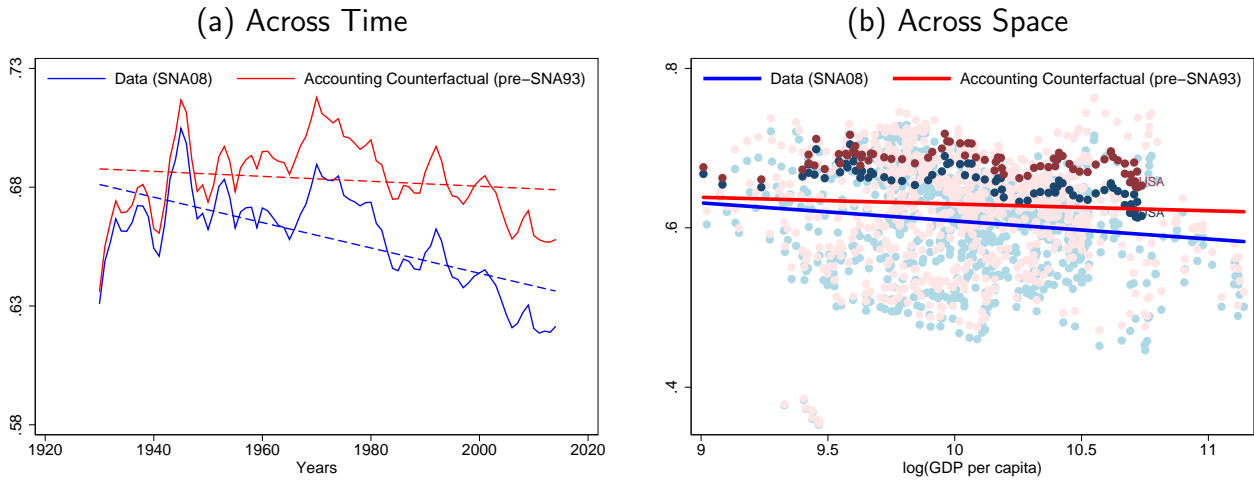 (a) Across Time
Data (SNA08)
Accounting Counterfactual (pre−SNA93)
.73
.68
.63
.58
1920
1940
1960
1980
2000
2020
Years
(b) Across Space
Data (SNA08)
Accounting Counterfactual (pre−SNA93)
.8
.6
.4
USA
USA
9
9.5
10
10.5
11
log(GDP per capita)